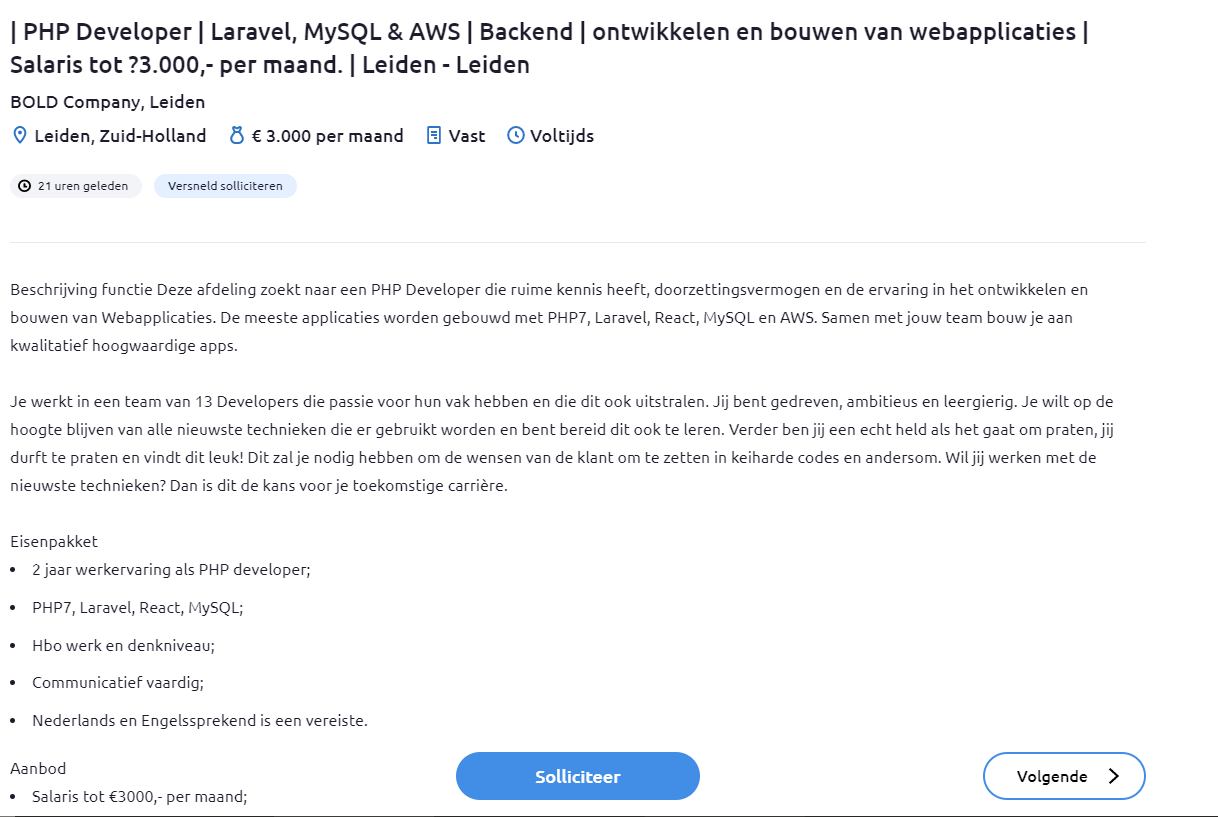 | PHP Developer | Laravel, MySQL & AWS | Backend | ontwikkelen en bouwen van webapplicaties |
Salaris tot ?3.000,- per maand. | Leiden - Leiden
BOLD Company, Leiden
Leiden, Zuid-Holland € 3.000 per maand Vast Voltijds
21 uren geleden Versneld solliciteren
Beschrijving functie Deze afdeling zoekt naar een PHP Developer die ruime kennis heeft, doorzettingsvermogen en de ervaring in het ontwikkelen en
bouwen van Webapplicaties. De meeste applicaties worden gebouwd met PHP7, Laravel, React, MySQL en AWS. Samen met jouw team bouw je aan
kwalitatief hoogwaardige apps.
Je werkt in een team van 13 Developers die passie voor hun vak hebben en die dit ook uitstralen. Jij bent gedreven, ambitieus en leergierig. Je wilt op de
hoogte blijven van alle nieuwste technieken die er gebruikt worden en bent bereid dit ook te leren. Verder ben jij een echt held als het gaat om praten, jij
durft te praten en vindt dit leuk! Dit zal je nodig hebben om de wensen van de klant om te zetten in keiharde codes en andersom. Wil jij werken met de
nieuwste technieken? Dan is dit de kans voor je toekomstige carrière.
Eisenpakket
• 2 jaar werkervaring als PHP developer;
• PHP7, Laravel, React, MySQL;
• Hbo werk en denkniveau;
• Communicatief vaardig;
• Nederlands en Engelssprekend is een vereiste.
Aanbod
• Salaris tot €3000,- per maand;
Solliciteer
Volgende